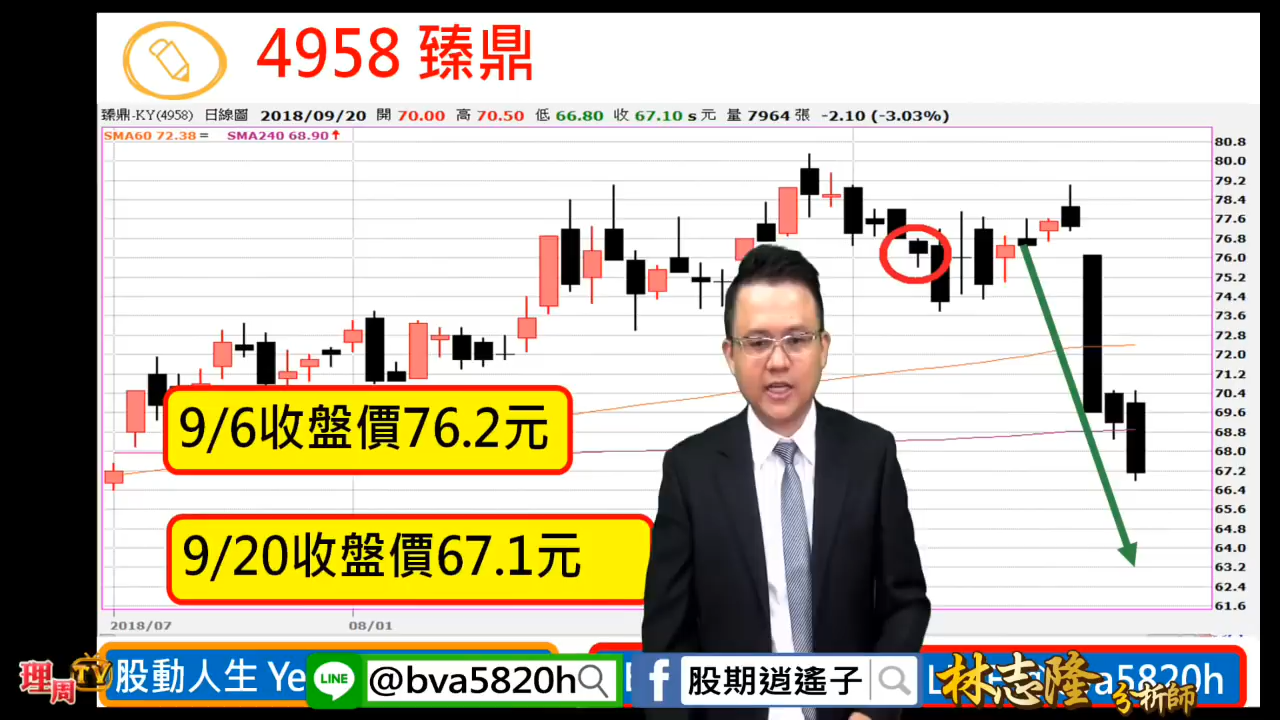 4958 臻鼎
臻鼎-KY(4958) 日線圖 2018/09/20 開 70.00 高 70.50 低 66.80 收 67.10 s 元 量 7964 張 -2.10 (-3.03%)
SMA60 72.38 = SMA240 68.90↑
80.8
80.0
79.2
78.4
77.6
76.8
76.0
75.2
74.4
73.6
72.8
72.0
71.2
70.4
69.6
68.8
68.0
67.2
66.4
65.6
64.8
64.0
63.2
62.4
61.6
9/6收盤價76.2元
9/20收盤價67.1元
2018/07
08/01
理周TV
股動人生 Ye
LINE
@bva5820h
f
股期逍遙子
林志隆
分析師
a5820h